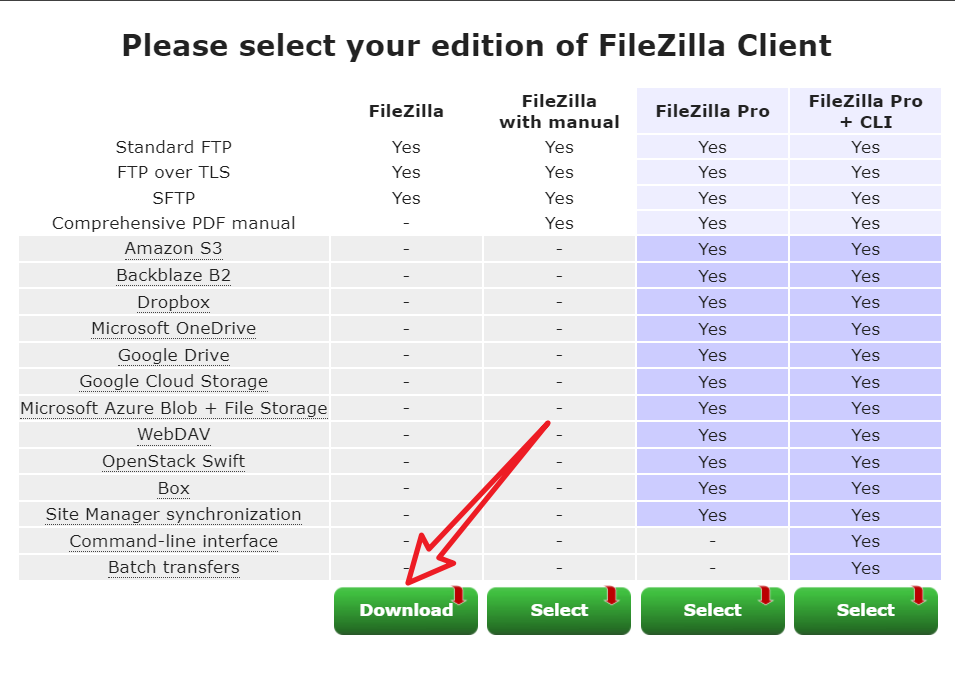 Please select your edition of FileZilla Client
FileZilla FileZilla with manual FileZilla Pro FileZilla Pro + CLI
Standard FTP Yes Yes Yes Yes
FTP over TLS Yes Yes Yes Yes
SFTP Yes Yes Yes Yes
Comprehensive PDF manual - Yes Yes Yes
Amazon S3 - - Yes Yes
Backblaze B2 - - Yes Yes
Dropbox - - Yes Yes
Microsoft OneDrive - - Yes Yes
Google Drive - - Yes Yes
Google Cloud Storage - - Yes Yes
Microsoft Azure Blob + File Storage - - Yes Yes
WebDAV - - Yes Yes
OpenStack Swift - - Yes Yes
Box - - Yes Yes
Site Manager synchronization - - Yes Yes
Command-line interface - - - Yes
Batch transfers - - - Yes
Download Select Select Select